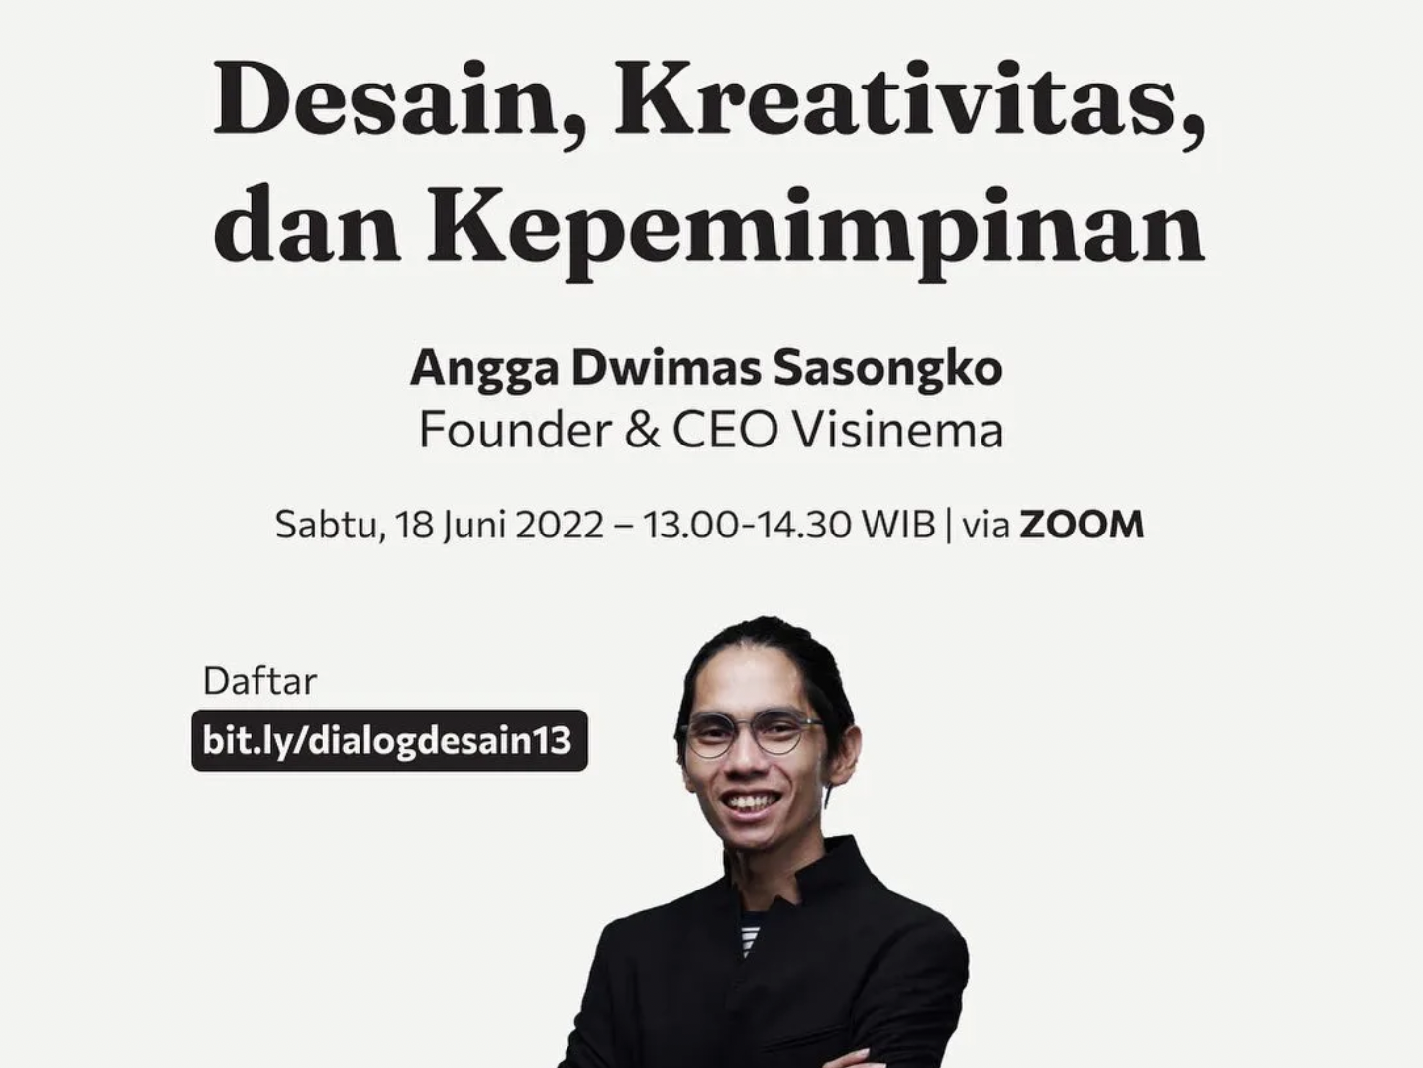 Desain, Kreativitas,
dan Kepemimpinan
Angga Dwimas Sasongko
Founder & CEO Visinema
Sabtu, 18 Juni 2022 – 13.00-14.30 WIB | via ZOOM
Daftar
bit.ly/dialogdesain13